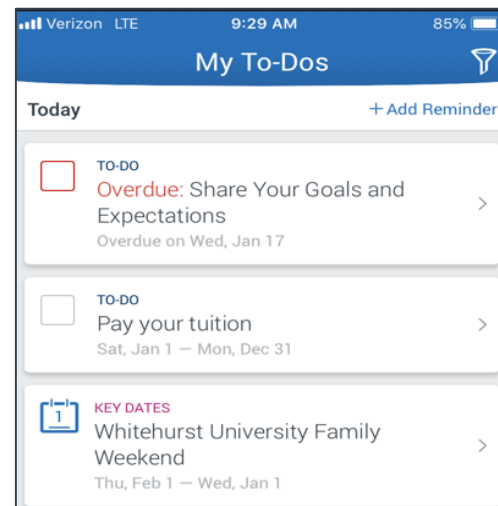 Verizon LTE 9:29 AM 85%
My To-Dos
Today + Add Reminder
TO-DO
Overdue: Share Your Goals and
Expectations
Overdue on Wed, Jan 17
TO-DO
Pay your tuition
Sat, Jan 1 — Mon, Dec 31
KEY DATES
1
Whitehurst University Family
Weekend
Thu, Feb 1 — Wed, Jan 1